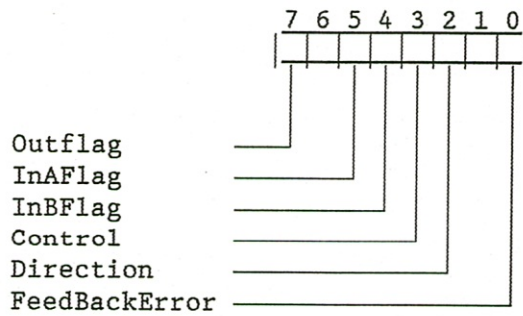 7 6 5 4 3 2 1 0
Outflag
InAFlag
InBFlag
Control
Direction
FeedBackError